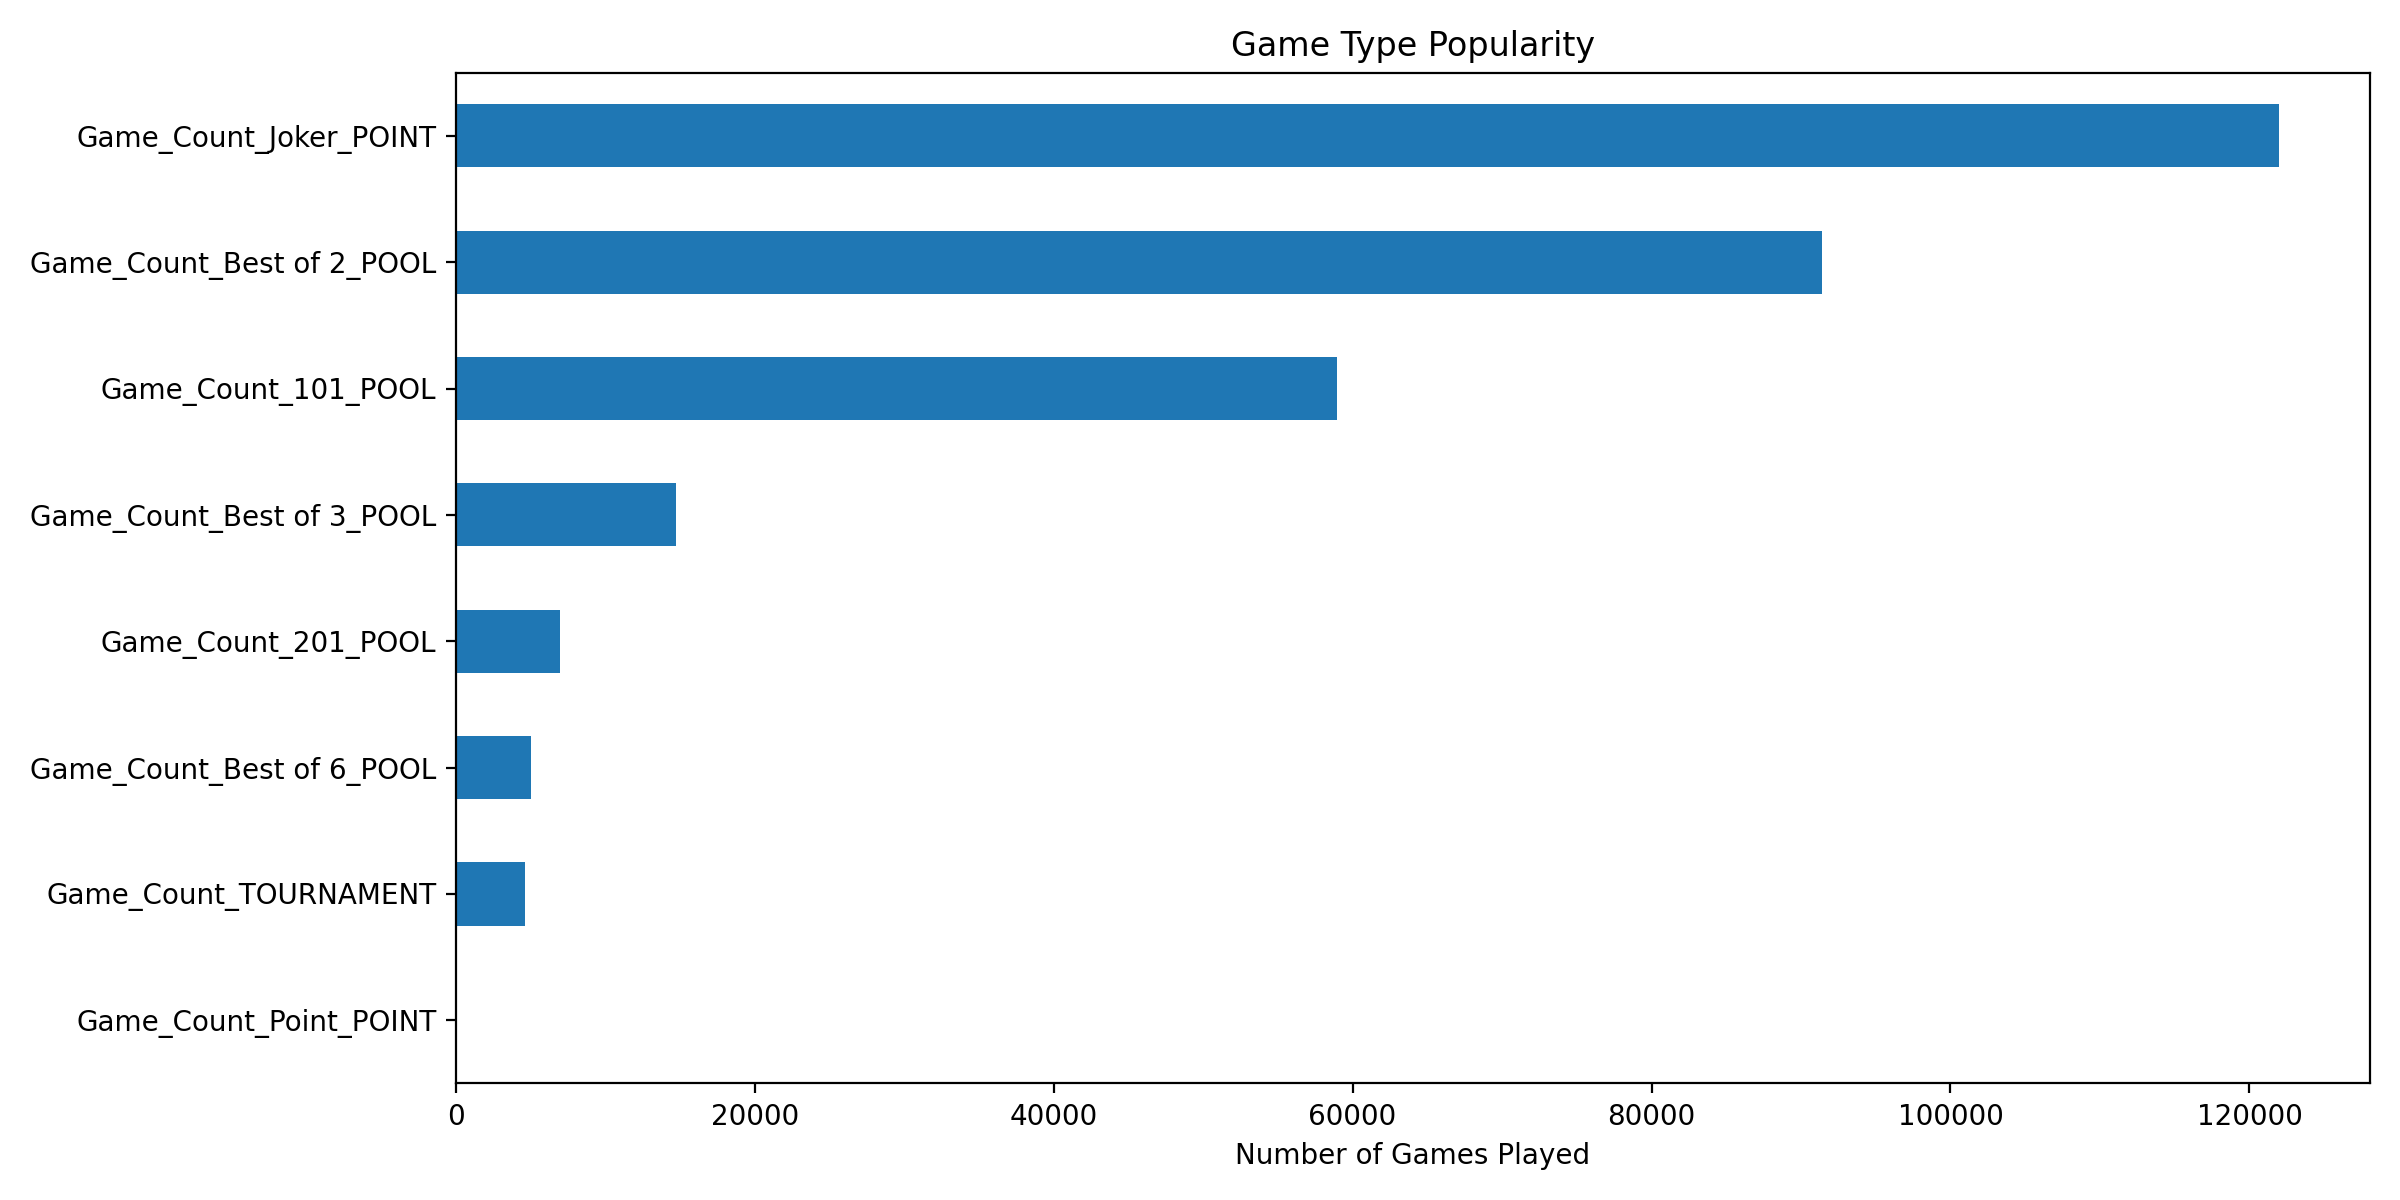 Game Type Popularity
Game_Count_Joker_POINT
Game_Count_Best of 2_POOL
Game_Count_101_POOL
Game_Count_Best of 3_POOL
Game_Count_201_POOL
Game_Count_Best of 6_POOL
Game_Count_TOURNAMENT
Game_Count_Point_POINT
0 20000 40000 60000 80000 100000 120000
Number of Games Played